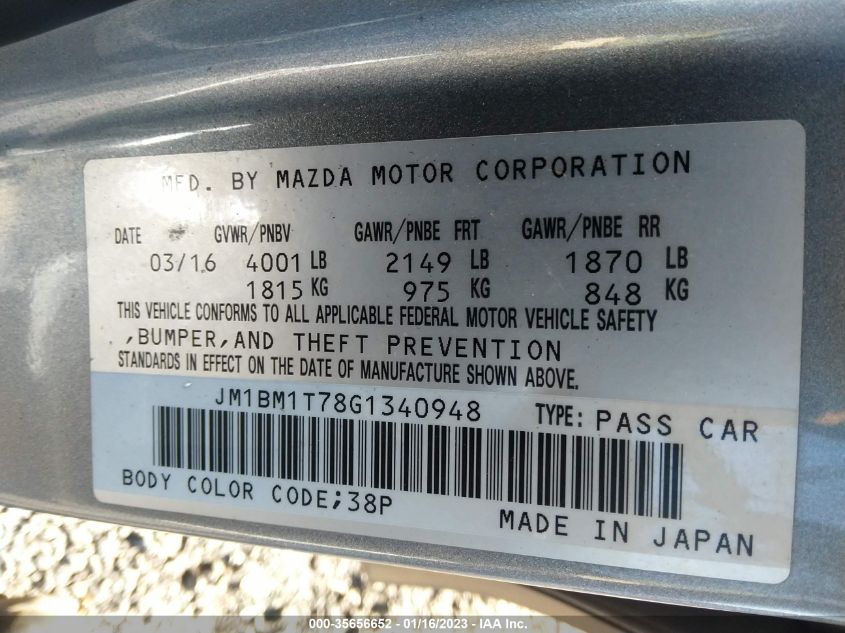 MFD. BY MAZDA MOTOR CORPORATION
DATE GVWR/PNBV GAWR/PNBE FRT GAWR/PNBE RR
03/16 4001 LB 2149 LB 1870 LB
1815 KG 975 KG 848 KG
THIS VEHICLE CONFORMS TO ALL APPLICABLE FEDERAL MOTOR VEHICLE SAFETY
,BUMPER,AND THEFT PREVENTION
STANDARDS IN EFFECT ON THE DATE OF MANUFACTURE SHOWN ABOVE.
JM1BM1T78G1340948 TYPE: PASS CAR
BODY COLOR CODE;38P
MADE IN JAPAN
000-35656652 - 01/16/2023 - IAA Inc.